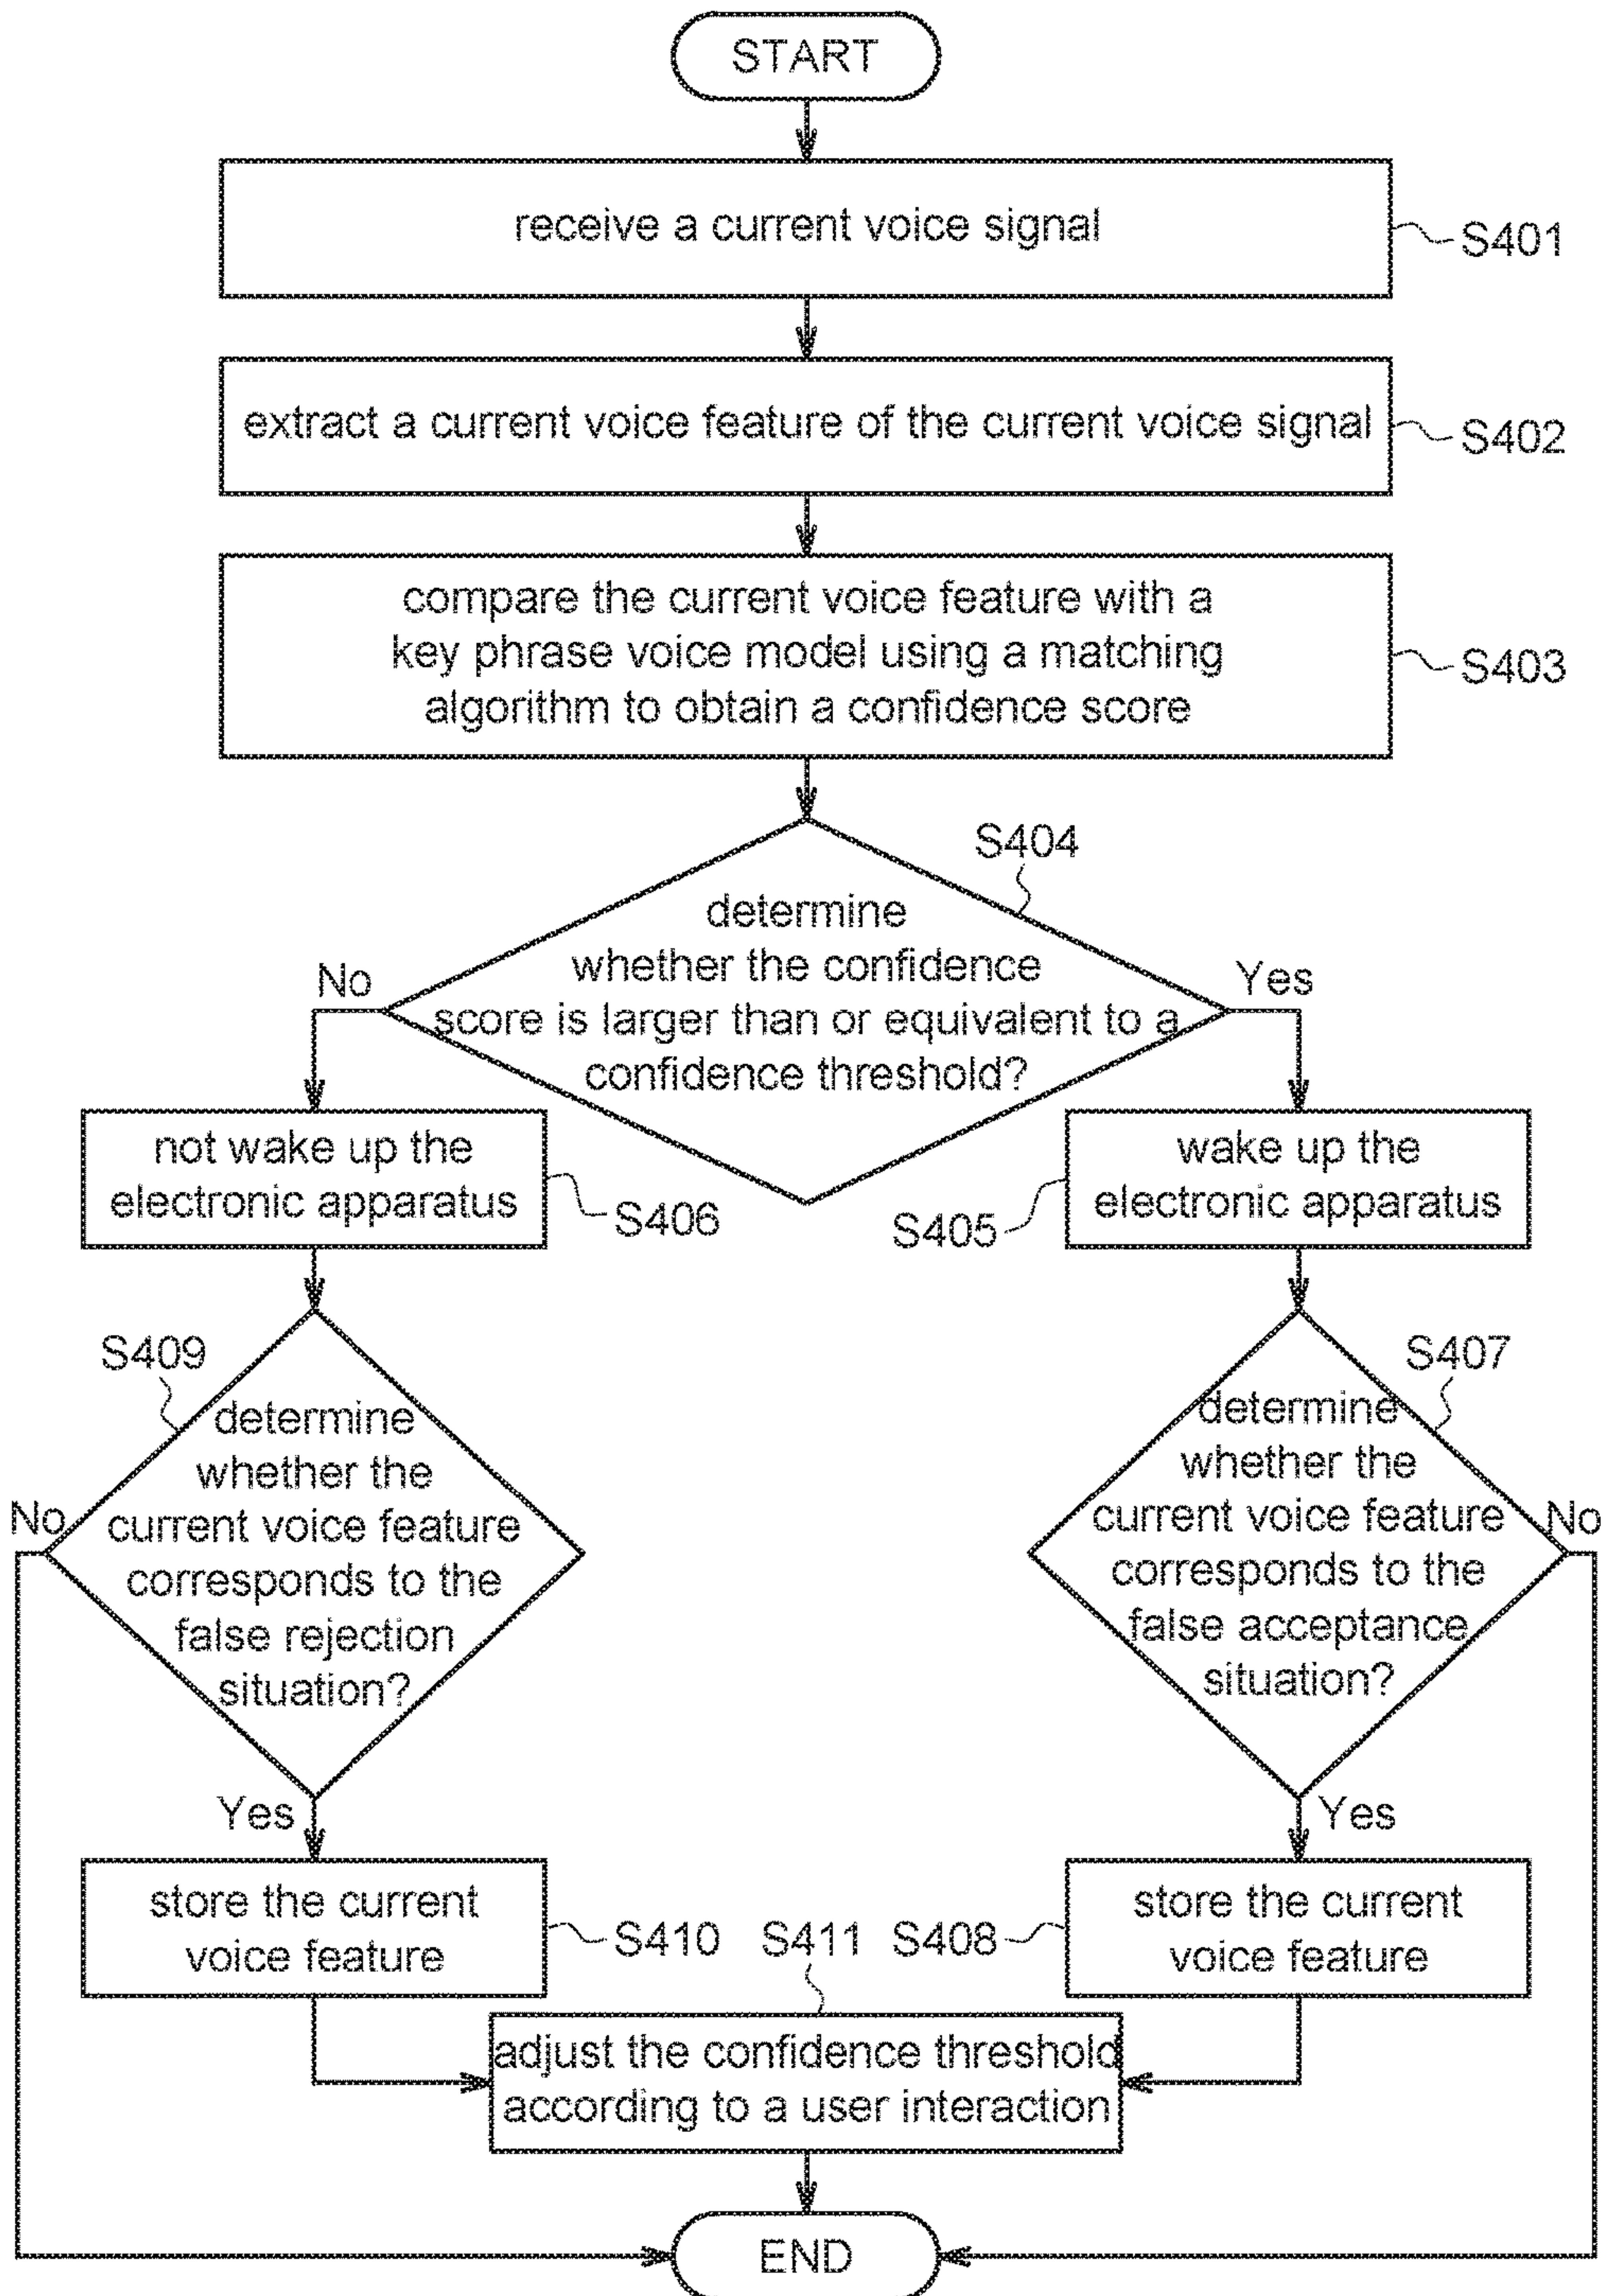 START
receive a current voice signal
S401
extract a current voice feature of the current voice signal
S402
compare the current voice feature with a
key phrase voice model using a matching
algorithm to obtain a confidence score
S403
S404
determine
whether the confidence
score is larger than or equivalent to a
confidence threshold?
No
Yes
not wake up the
electronic apparatus
S406
wake up the
electronic apparatus
S405
S409
determine
whether the
current voice feature
corresponds to the
false rejection
situation?
No
Yes
S407
determine
whether the
current voice feature
corresponds to the
false acceptance
situation?
No
Yes
store the current
voice feature
S410
S411
S408
store the current
voice feature
adjust the confidence threshold
according to a user interaction
END